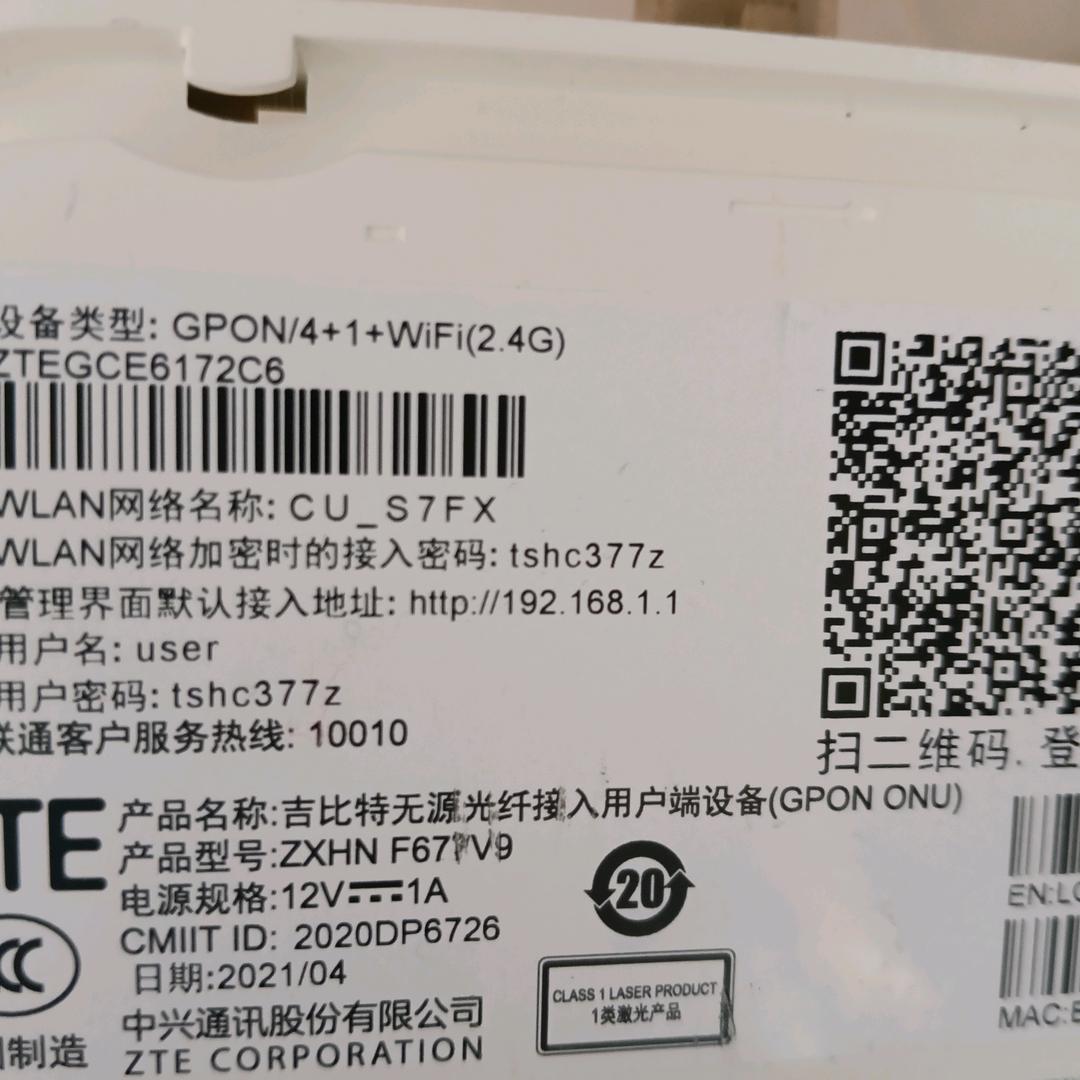 设备类型: GPON/4+1+WiFi(2.4G)
ZTEGCE6172C6
WLAN网络名称: CU_S7FX
WLAN网络加密时的接入密码: tshc377z
管理界面默认接入地址: http://192.168.1.1
用户名: user
用户密码: tshc377z
联通客户服务热线: 10010
扫二维码. 登
TE
产品名称:吉比特无源光纤接入用户端设备(GPON ONU)
产品型号:ZXHN F677V9
电源规格:12V 1A
CMIIT ID: 2020DP6726
日期:2021/04
中兴通讯股份有限公司
ZTE CORPORATION
制造
20
CLASS 1 LASER PRODUCT
1类激光产品
EN:LO
MAC:E